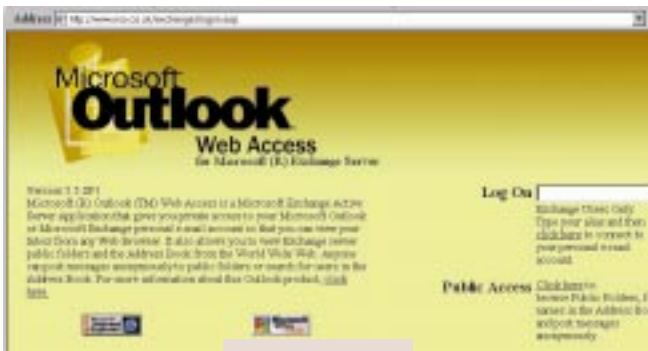 Address
Microsoft
Outlook
Web Access
for Microsoft (R) Exchange Server
Microsoft (R) Outlook (TM) Web Access is a Microsoft Exchange Active
Server Application that gives you private access to your Microsoft Outlook
or Microsoft Exchange personal e-mail account so that you can view your
Inbox from any Web Browser. It also allows you to view Exchange server
public folders and the Address Book from the World Wide Web. Anyone
can post messages anonymously to public folders or search for users in the
Address Book. For more information about this Outlook product, click
here.
Log On
Exchange Users Only
Type your alias and then
click here to connect to
your personal e-mail
account.
Public Access
Click here to
browse Public Folders,
names in the Address
and post messages
anonymously.